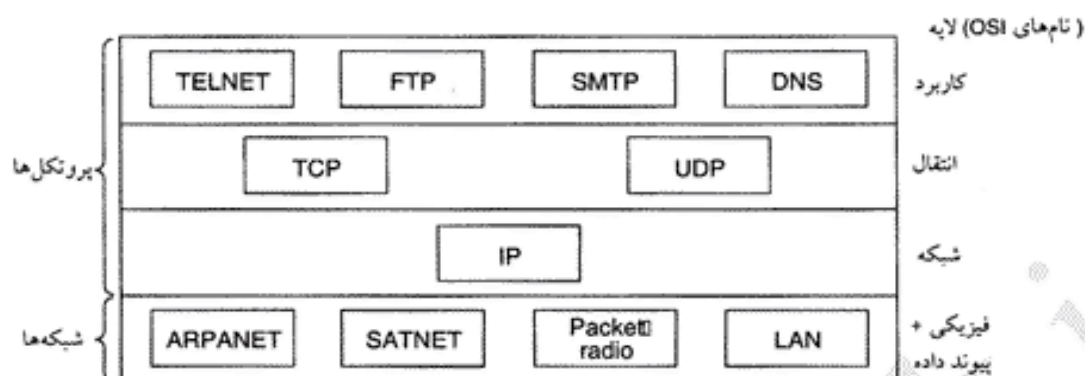 لایه (نام‌های OSI)
TELNET FTP SMTP DNS کاربرد
پروتکل‌ها
TCP UDP انتقال
IP شبکه
شبکه‌ها
ARPANET SATNET Packet LAN فیزیکی +
radio پیوند داده